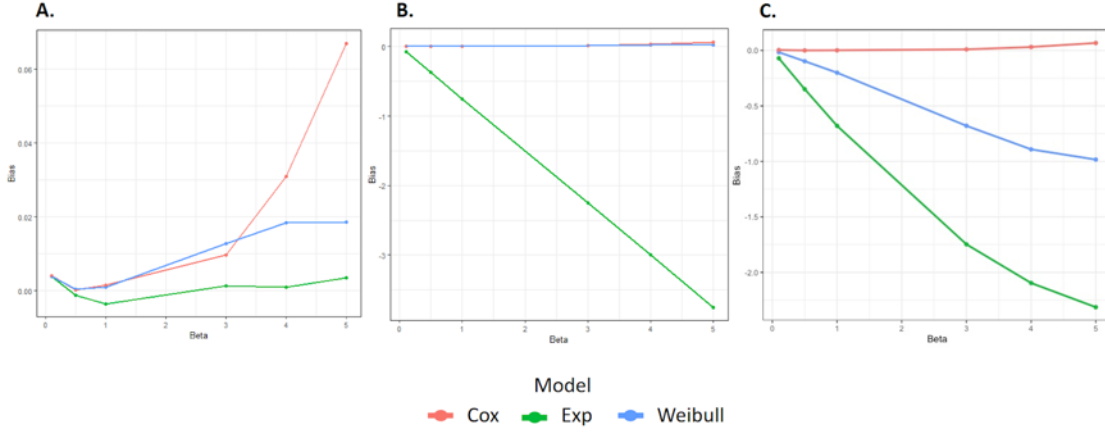 A.
B.
C.
0.06
0.04
0.02
0.00
Bias
0 1 2 3 4 5
Beta
0
-1
-2
-3
Bias
0 1 2 3 4 5
Beta
0.0
-0.5
-1.0
-1.5
-2.0
Bias
0 1 2 3 4 5
Beta
Model
Cox Exp Weibull